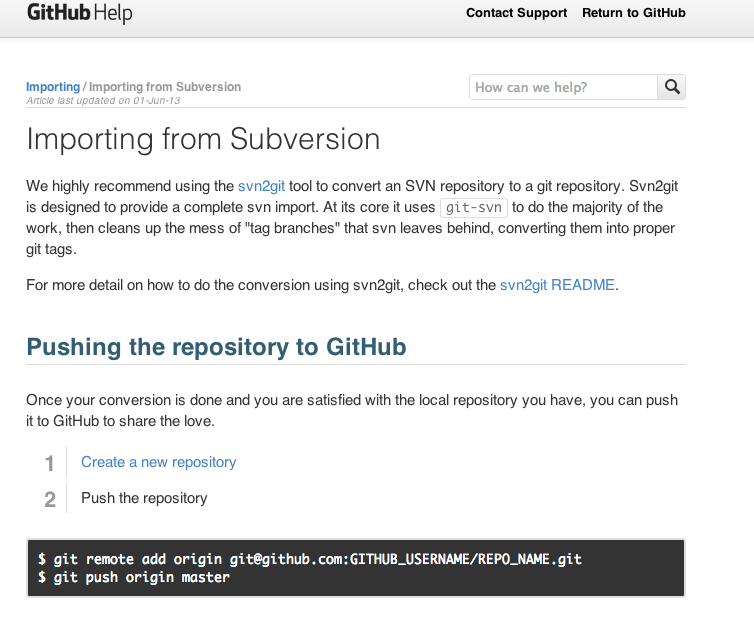 GitHub Help
Contact Support Return to GitHub
Importing / Importing from Subversion
Article last updated on 01-Jun-13
How can we help?
Importing from Subversion
We highly recommend using the svn2git tool to convert an SVN repository to a git repository. Svn2git
is designed to provide a complete svn import. At its core it uses git-svn to do the majority of the
work, then cleans up the mess of "tag branches" that svn leaves behind, converting them into proper
git tags.
For more detail on how to do the conversion using svn2git, check out the svn2git README.
Pushing the repository to GitHub
Once your conversion is done and you are satisfied with the local repository you have, you can push
it to GitHub to share the love.
1 Create a new repository
2 Push the repository
$ git remote add origin git@github.com:GITHUB_USERNAME/REPO_NAME.git
$ git push origin master